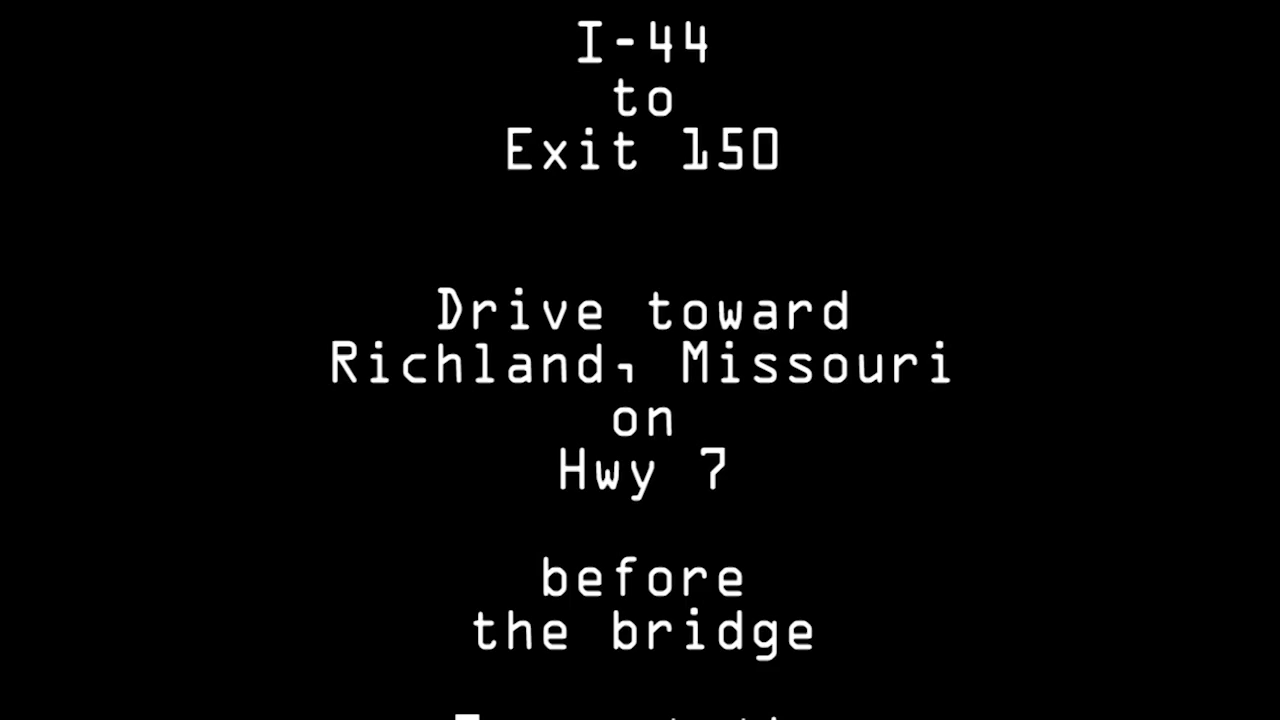 I-44
to
Exit 150
Drive toward
Richland, Missouri
on
Hwy 7
before
the bridge